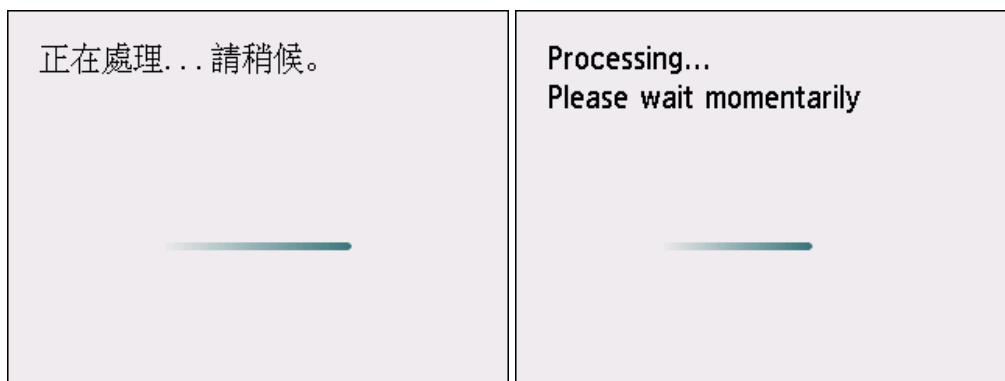 正在處理...請稍候。
Processing...
Please wait momentarily